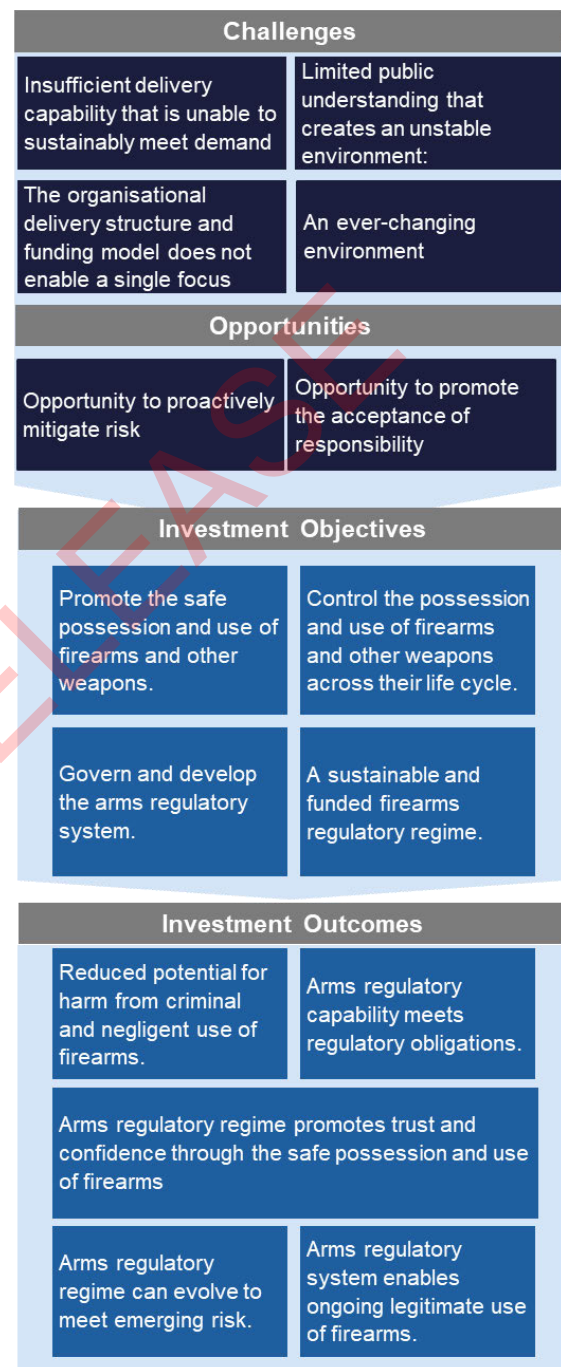 Challenges
Insufficient delivery
capability that is unable to
sustainably meet demand
Limited public
understanding that
creates an unstable
environment:
The organisational
delivery structure and
funding model does not
enable a single focus
An ever-changing
environment
Opportunities
Opportunity to proactively
mitigate risk
Opportunity to promote
the acceptance of
responsibility
Investment Objectives
Promote the safe
possession and use of
firearms and other
weapons.
Control the possession
and use of firearms
and other weapons
across their life cycle.
Govern and develop
the arms regulatory
system.
A sustainable and
funded firearms
regulatory regime.
Investment Outcomes
Reduced potential for
harm from criminal
and negligent use of
firearms.
Arms regulatory
capability meets
regulatory obligations.
Arms regulatory regime promotes trust and
confidence through the safe possession and use
of firearms
Arms regulatory
regime can evolve to
meet emerging risk.
Arms regulatory
system enables
ongoing legitimate use
of firearms.
ELEASE